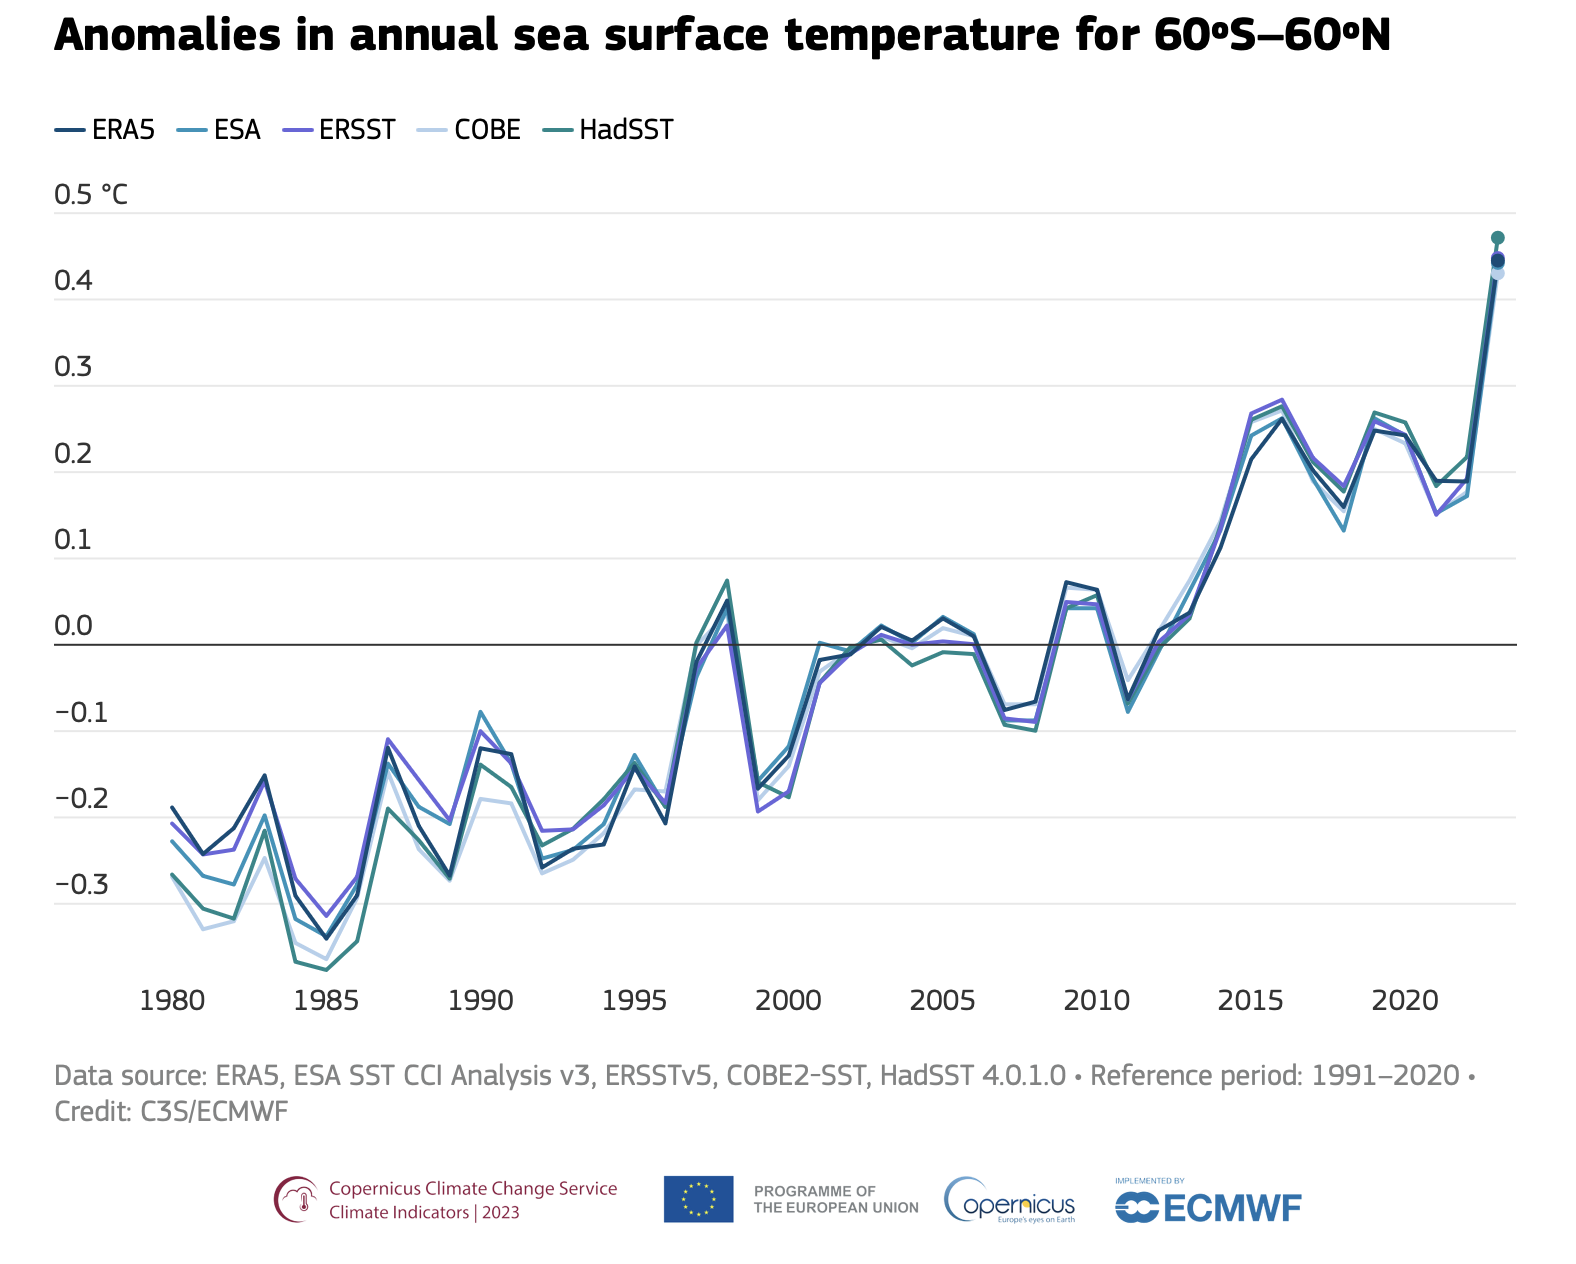 Anomalies in annual sea surface temperature for 60ºS–60ºN
ERA5 ESA ERSST COBE HadSST
0.5 °C
0.4
0.3
0.2
0.1
0.0
−0.1
−0.2
−0.3
1980 1985 1990 1995 2000 2005 2010 2015 2020
Data source: ERA5, ESA SST CCI Analysis v3, ERSSTv5, COBE2-SST, HadSST 4.0.1.0 • Reference period: 1991–2020 •
Credit: C3S/ECMWF
Copernicus Climate Change Service
Climate Indicators | 2023
PROGRAMME OF
THE EUROPEAN UNION
opernicus
Europe's eyes on Earth
IMPLEMENTED BY
ECMWF